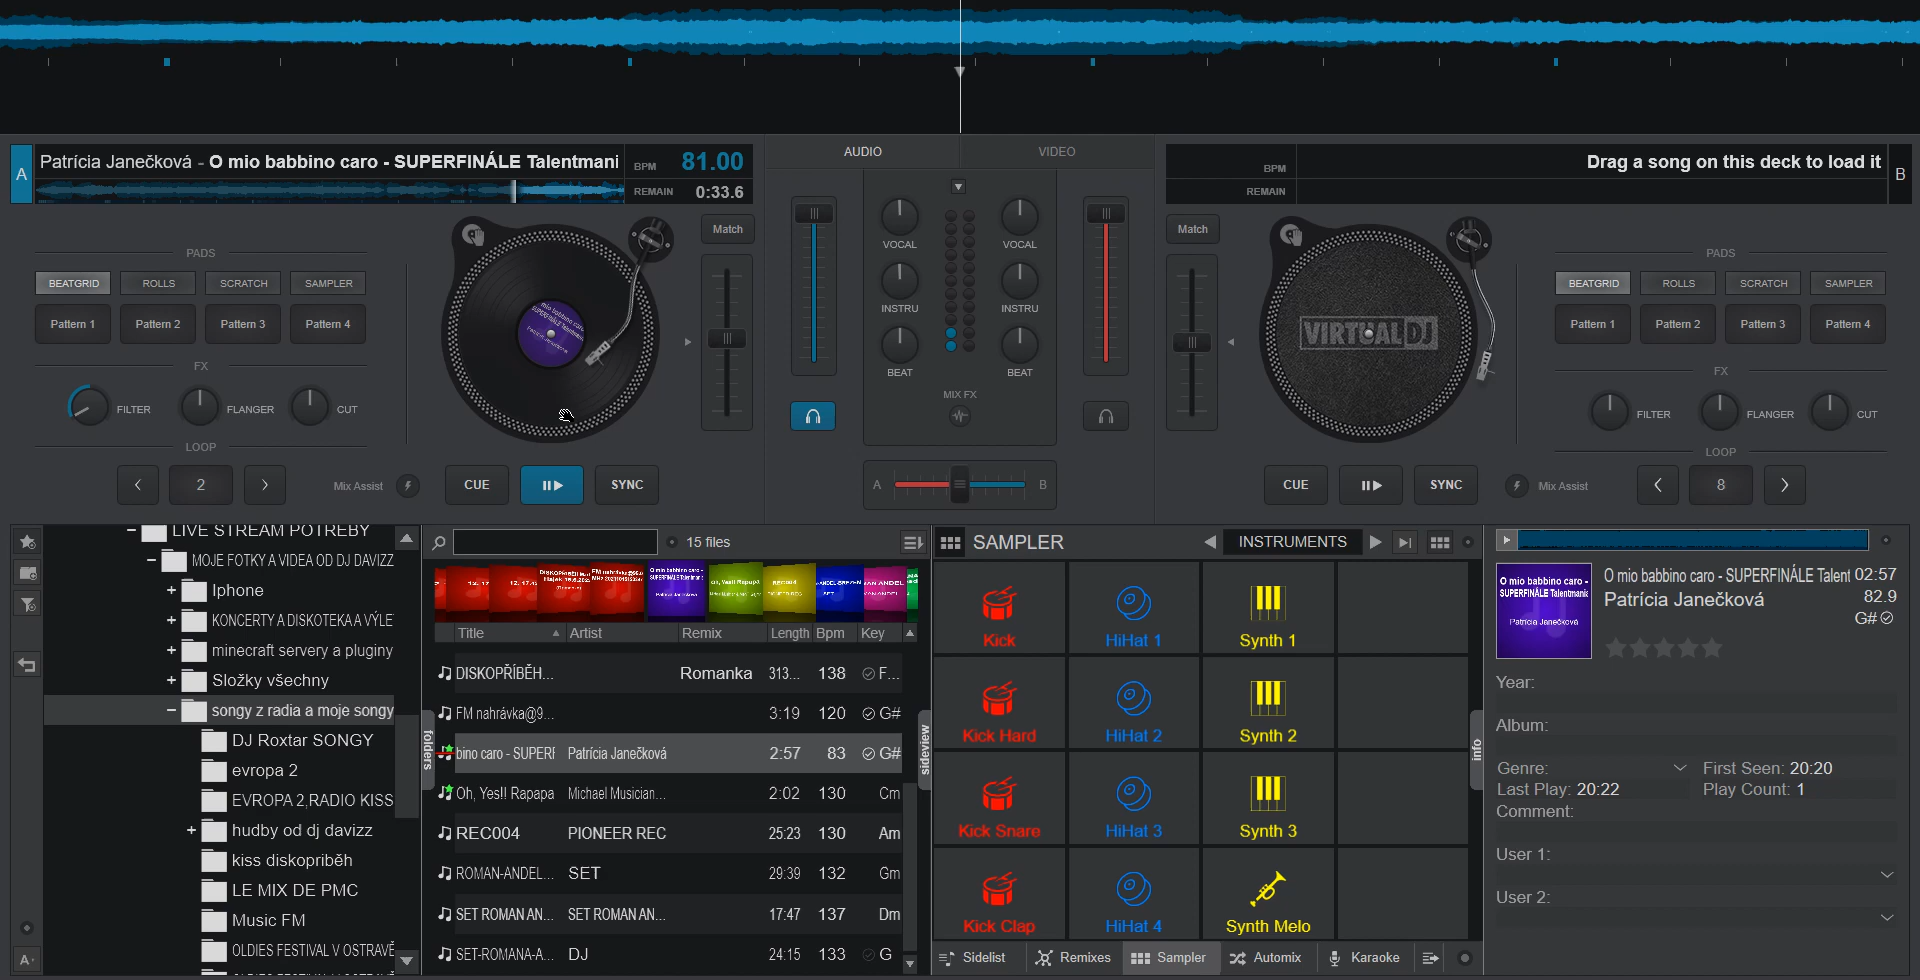 AUDIO
VIDEO
A
Patrícia Janečková - O mio babbino caro - SUPERFINÁLE Talentmani
BPM 81.00
REMAIN 0:33.6
BPM
REMAIN
Drag a song on this deck to load it
B
Match
PADS
BEATGRID ROLLS SCRATCH SAMPLER
Pattern 1 Pattern 2 Pattern 3 Pattern 4
FX
FILTER FLANGER CUT
LOOP
2
Mix Assist
CUE
SYNC
VOCAL VOCAL
INSTRU INSTRU
BEAT BEAT
MIX FX
A B
Match
VIRTUALDJ
PADS
BEATGRID ROLLS SCRATCH SAMPLER
Pattern 1 Pattern 2 Pattern 3 Pattern 4
FX
FILTER FLANGER CUT
LOOP
CUE
SYNC
Mix Assist
8
LIVE STREAM POTREBY
MOJE FOTKY A VIDEA OD DJ DAVIZZ
Iphone
KONCERTY A DISKOTEKA A VÝLE
minecraft servery a pluginy
Složky všechny
songy z radia a moje songy
DJ Roxtar SONGY
evropa 2
EVROPA 2,RADIO KISS
hudby od dj davizz
kiss diskopriběh
LE MIX DE PMC
Music FM
OLDIES FESTIVAL V OSTRAVĚ
folders
15 files
Title Artist Remix Length Bpm Key
DISKOPŘÍBĚH... Romanka 313... 138 F...
FM nahrávka@9... 3:19 120 G#
bino caro - SUPERF Patrícia Janečková 2:57 83 G#
Oh, Yes!! Rapapa Michael Musician... 2:02 130 Cm
REC004 PIONEER REC 25:23 130 Am
ROMAN-ANDEL... SET 29:39 132 Gm
SET ROMAN AN... SET ROMAN AN... 17:47 137 Dm
SET-ROMANA-A... DJ 24:15 133 G
sideview
SAMPLER
INSTRUMENTS
Kick HiHat 1 Synth 1
Kick Hard HiHat 2 Synth 2
Kick Snare HiHat 3 Synth 3
Kick Clap HiHat 4 Synth Melo
Sidelist Remixes Sampler Automix Karaoke
info
O mio babbino caro -
SUPERFINÁLE Talentmania
Patrícia Janečková
O mio babbino caro - SUPERFINÁLE Talent 02:57
Patrícia Janečková 82.9
G#
Year:
Album:
Genre: First Seen: 20:20
Last Play: 20:22 Play Count: 1
Comment:
User 1:
User 2: